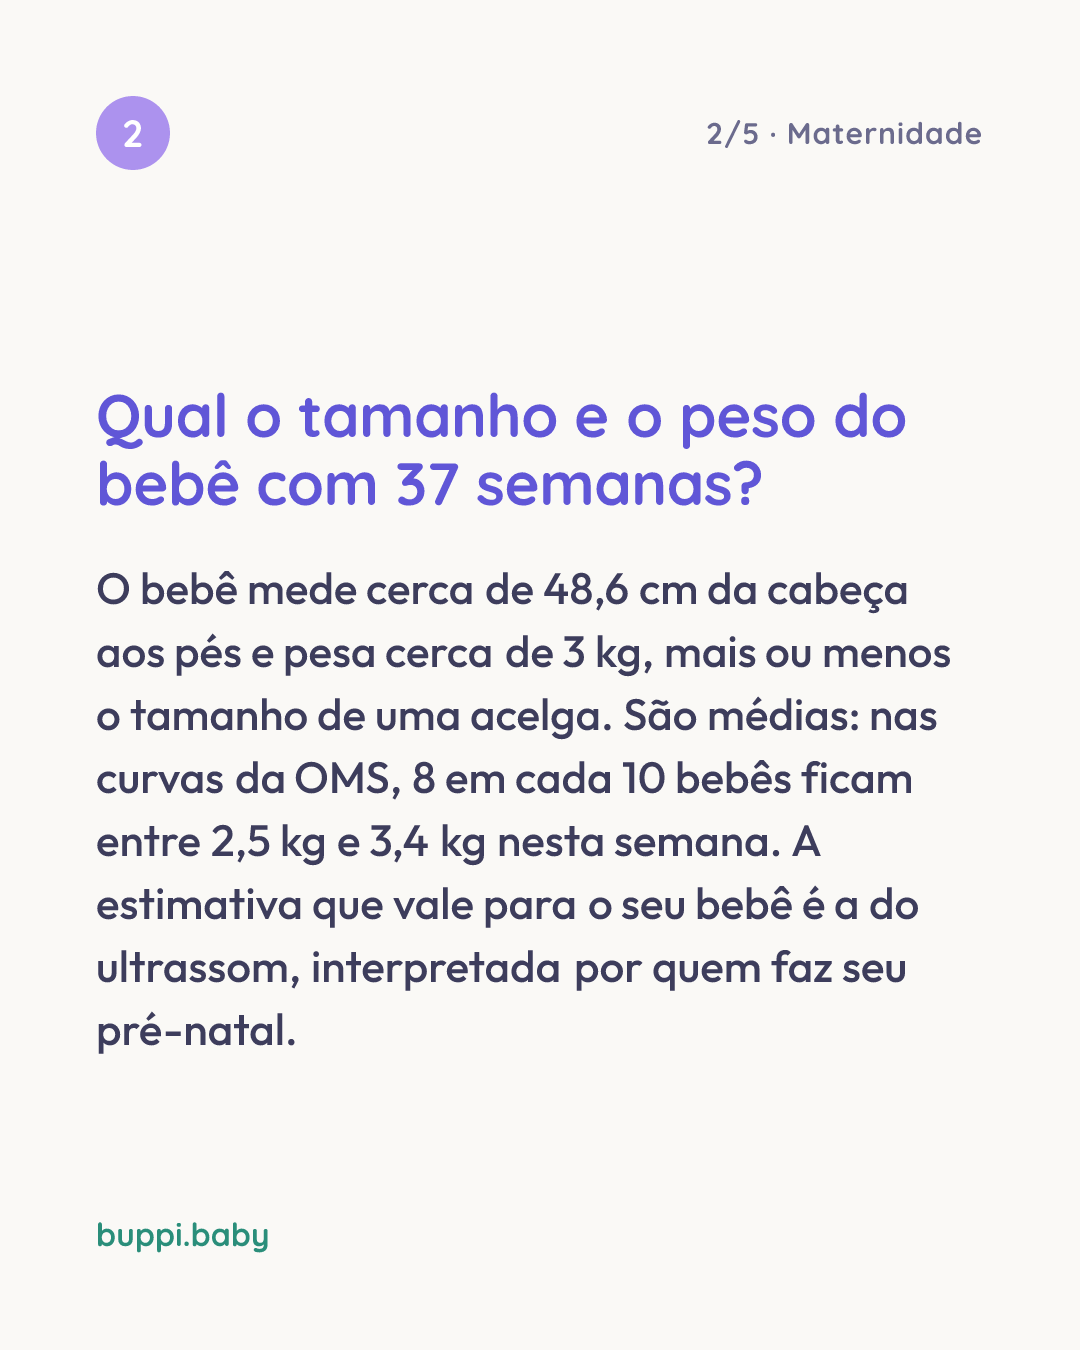 2
2/5 · Maternidade
Qual o tamanho e o peso do
bebê com 37 semanas?
O bebê mede cerca de 48,6 cm da cabeça
aos pés e pesa cerca de 3 kg, mais ou menos
o tamanho de uma acelga. São médias: nas
curvas da OMS, 8 em cada 10 bebês ficam
entre 2,5 kg e 3,4 kg nesta semana. A
estimativa que vale para o seu bebê é a do
ultrassom, interpretada por quem faz seu
pré-natal.
buppi.baby